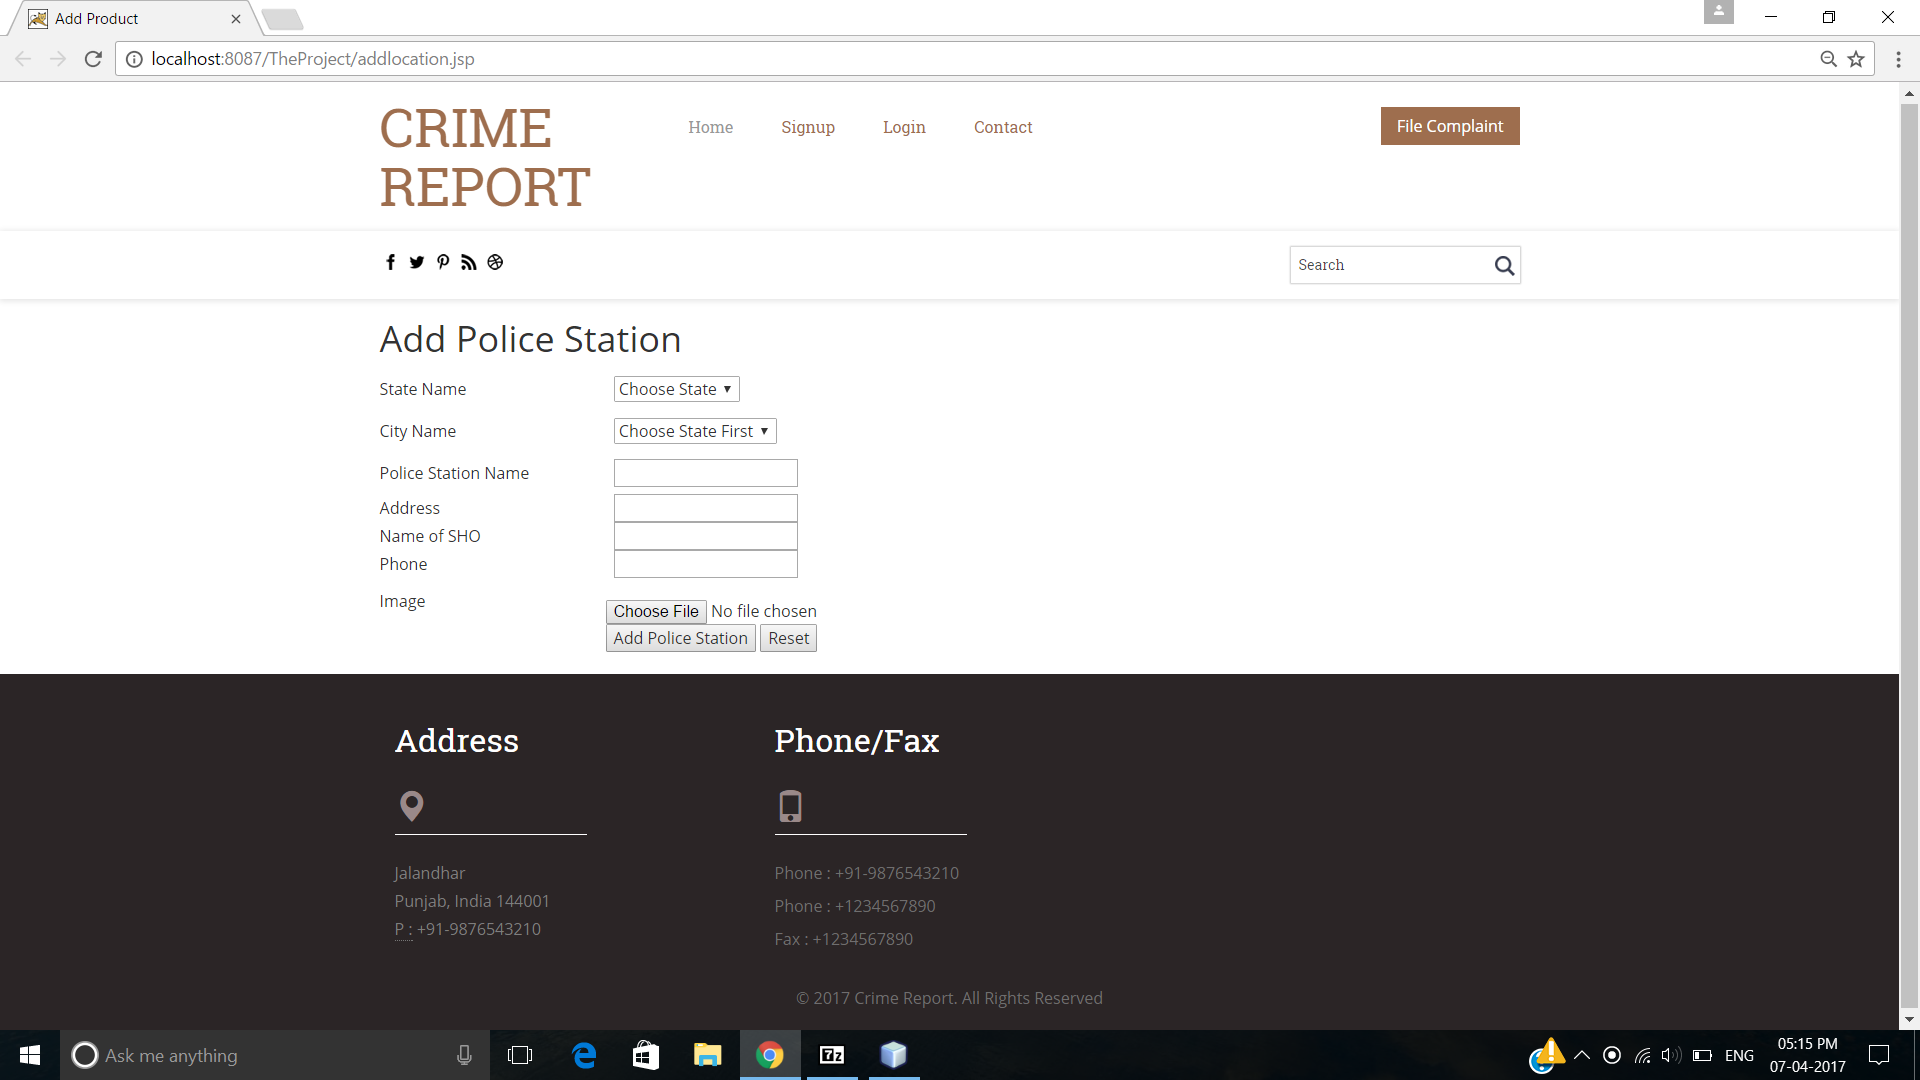 Add Product
localhost:8087/TheProject/addlocation.jsp
CRIME
REPORT
Home
Signup
Login
Contact
File Complaint
Search
Add Police Station
State Name
Choose State
City Name
Choose State First
Police Station Name
Address
Name of SHO
Phone
Image
Choose File No file chosen
Add Police Station
Reset
Address
Jalandhar
Punjab, India 144001
P : +91-9876543210
Phone/Fax
Phone : +91-9876543210
Phone : +1234567890
Fax : +1234567890
© 2017 Crime Report. All Rights Reserved
Ask me anything
7z
ENG
05:15 PM
07-04-2017